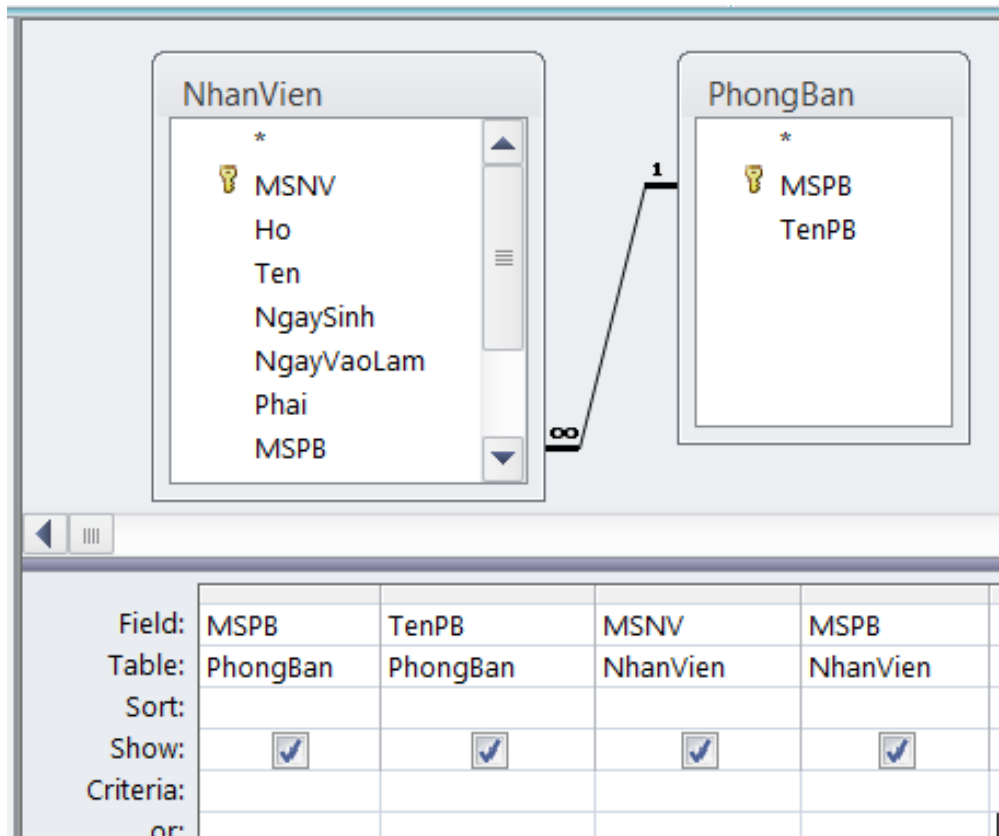 NhanVien
*
MSNV
Ho
Ten
NgaySinh
NgayVaoLam
Phai
MSPB
PhongBan
*
MSPB
TenPB
1
∞
Field: MSPB TenPB MSNV MSPB
Table: PhongBan PhongBan NhanVien NhanVien
Sort:
Show:
Criteria:
or: